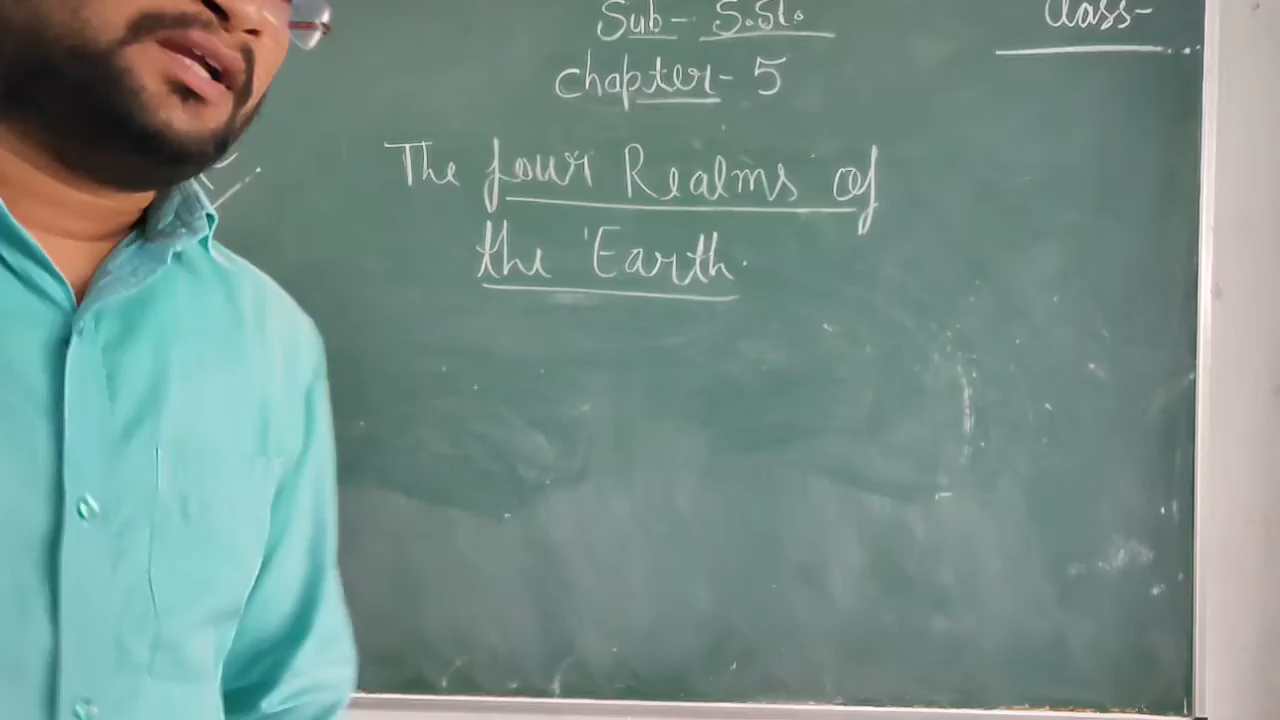 Sub- S.St.
Class-
Chapter- 5
The four Realms of
the Earth.